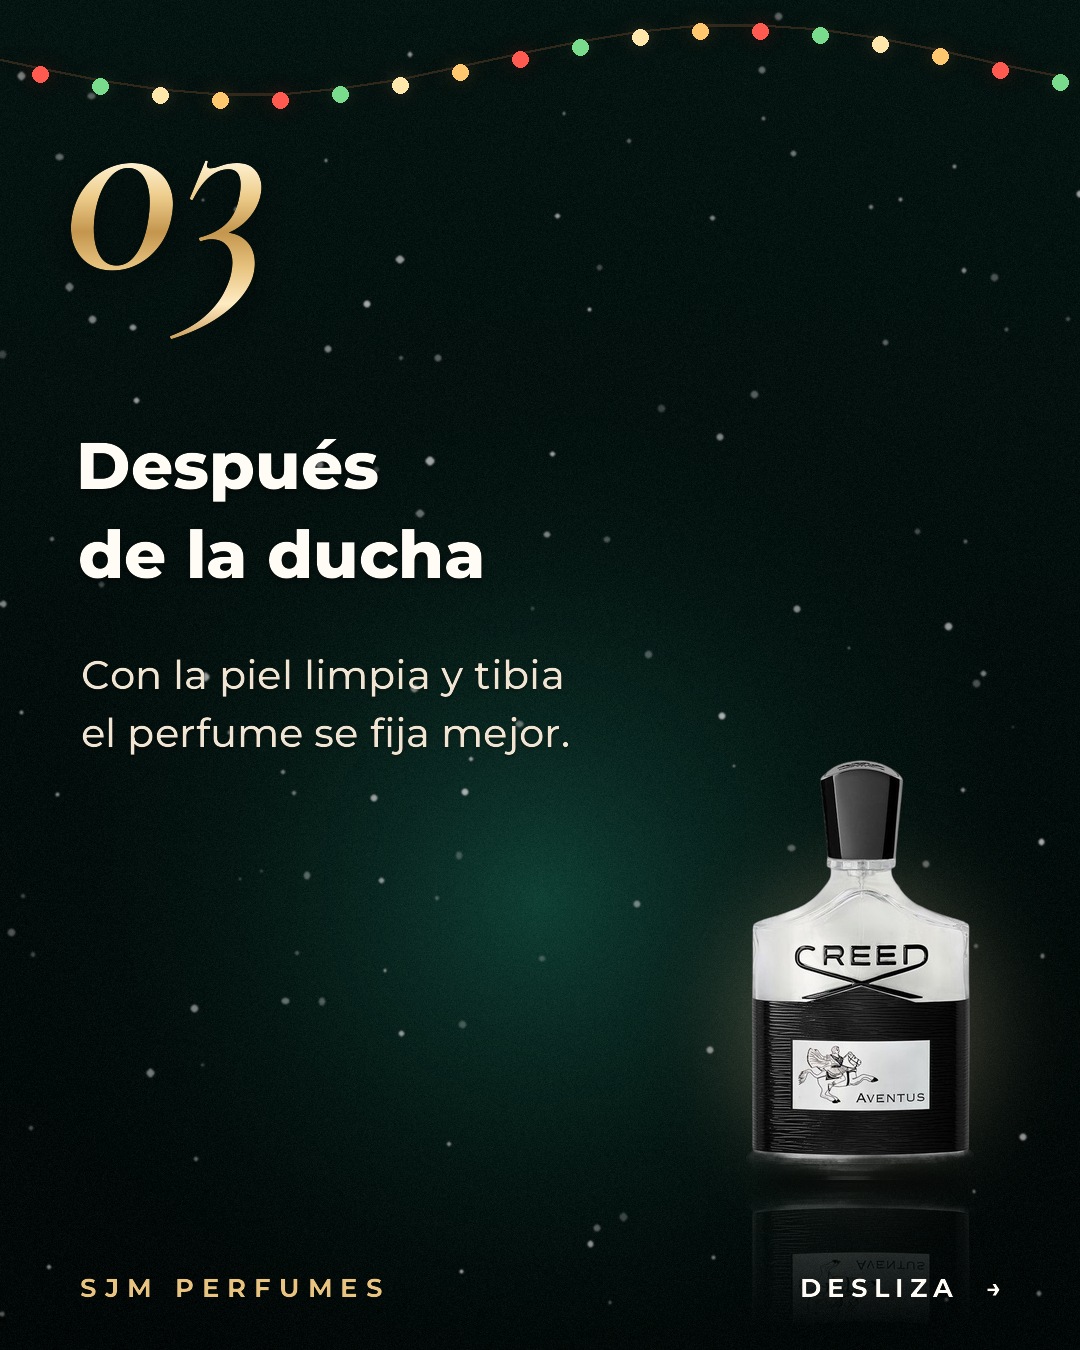 03
Después
de la ducha
Con la piel limpia y tibia
el perfume se fija mejor.
CREED
AVENTUS
SJM PERFUMES
DESLIZA →